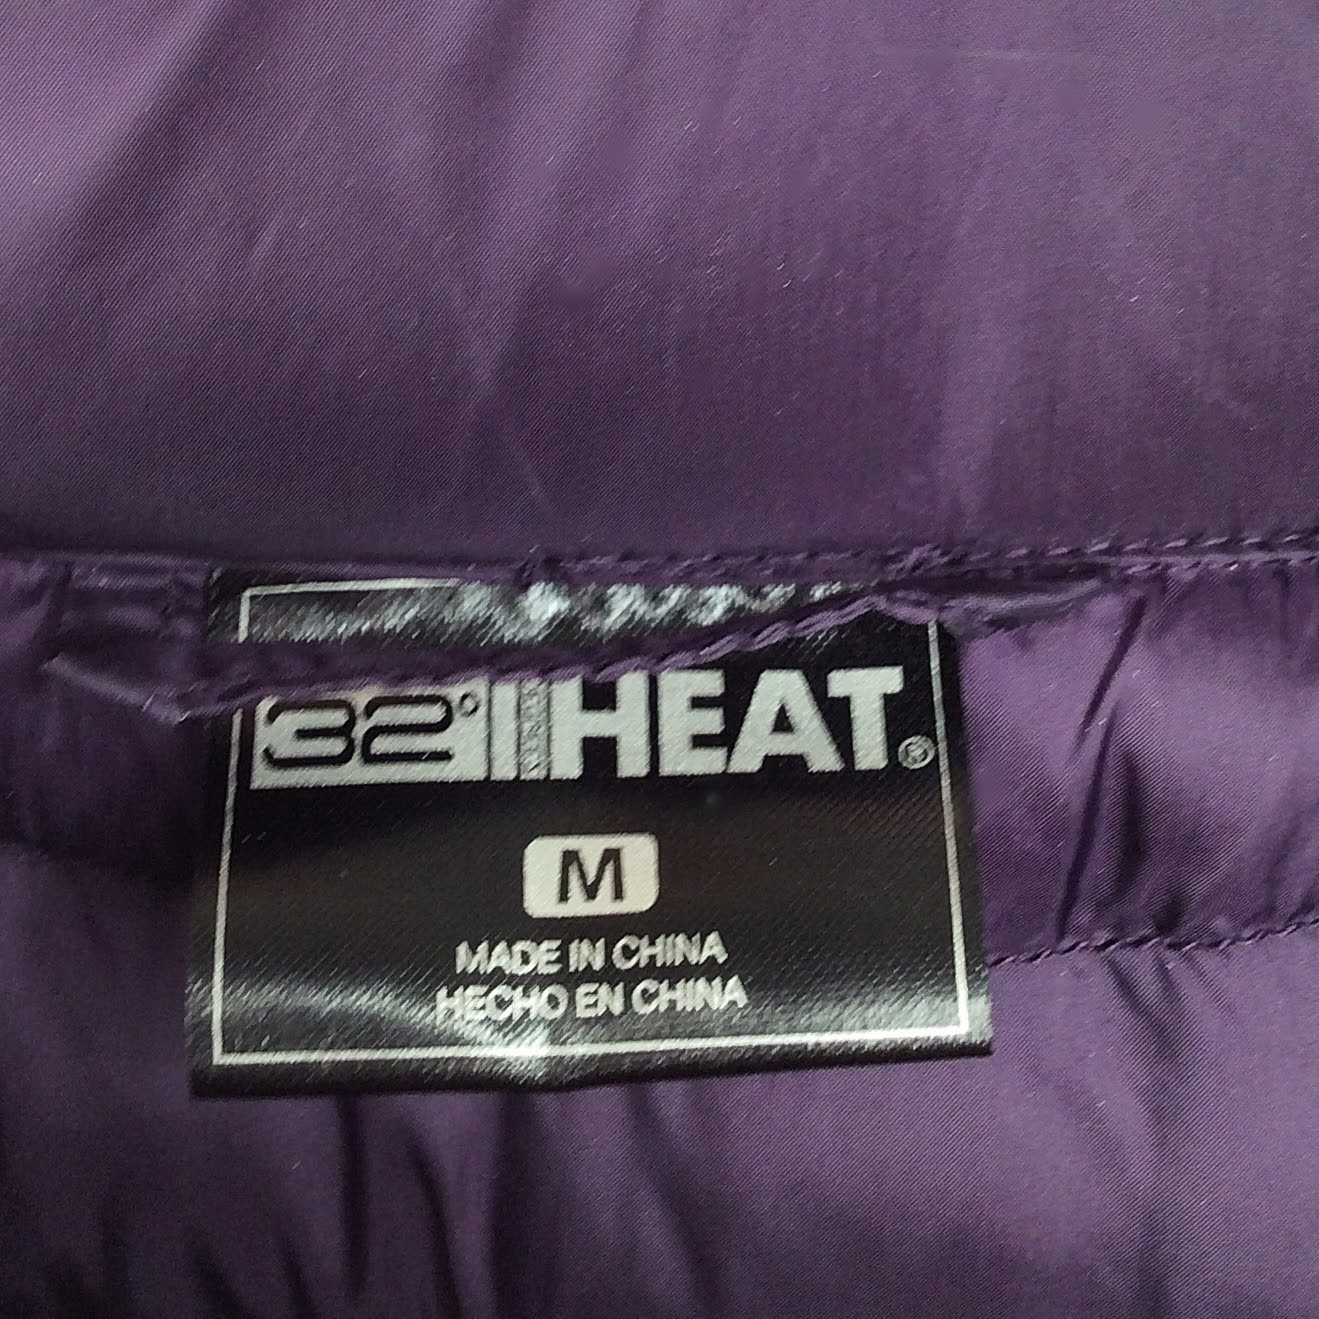 32° HEAT®
M
MADE IN CHINA
HECHO EN CHINA